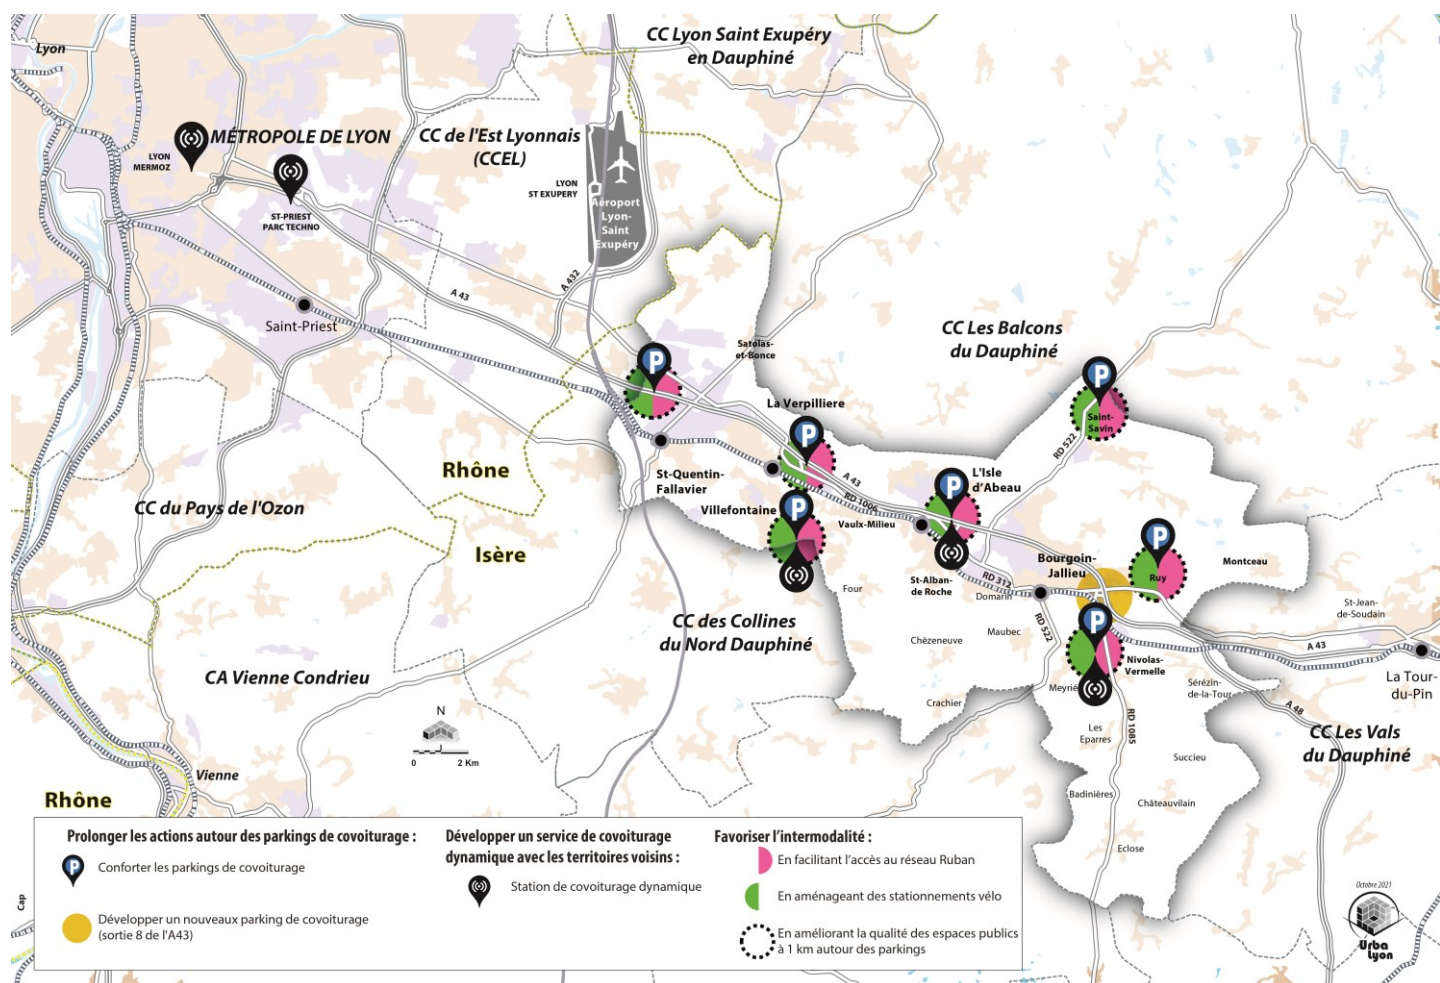 Lyon
CC Lyon Saint Exupéry
en Dauphiné
MÉTROPOLE DE LYON
CC de l'Est Lyonnais
(CCEL)
LYON
MERMOZ
LYON
ST EXUPERY
ST-PRIEST
PARC TECHNO
Aéroport
Lyon-
Saint
Exupéry
A 432
A 43
Saint-Priest
Satolas-
et-Bonce
CC Les Balcons
du Dauphiné
P
P
La Verpilliere
Saint-
Savin
P
RD 522
Rhône
St-Quentin-
Fallavier
A 43
L'Isle
d'Abeau
P
RD 1006
CC du Pays de l'Ozon
Villefontaine
P
Vaulx-Milieu
Isère
P
Bourgoin-
Jallieu
Montceau
Ruy
St-Alban-
de Roche
RD 312
Four
Domarin
St-Jean-
de-Soudain
CC des Collines
du Nord Dauphiné
P
RD 522
Maubec
Chèzeneuve
A 43
Nivolas-
Vermelle
CA Vienne Condrieu
La Tour-
du-Pin
Meyrié
Sérézin-
de-la-Tour
Crachier
A 48
N
RD 1085
Les
Eparres
CC Les Vals
du Dauphiné
0 2 Km
Succieu
Vienne
Badinières
Châteauvilain
Rhône
Eclose
Prolonger les actions autour des parkings de covoiturage :
P
Conforter les parkings de covoiturage
Développer un nouveaux parking de covoiturage
(sortie 8 de l'A43)
Développer un service de covoiturage
dynamique avec les territoires voisins :
Station de covoiturage dynamique
Favoriser l'intermodalité :
En facilitant l'accès au réseau Ruban
En aménageant des stationnements vélo
En améliorant la qualité des espaces publics
à 1 km autour des parkings
Cap
Octobre 2021
Urba
Lyon